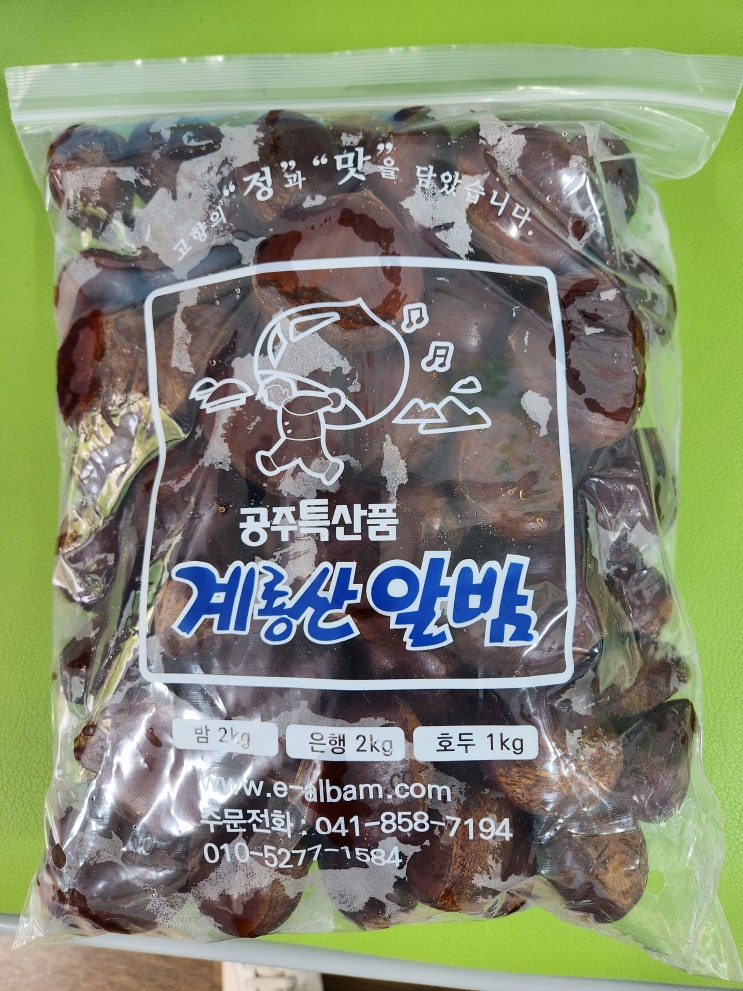 고향의 "정"과 "맛"을 담았습니다.
공주특산품
계룡산 알밤
밤 2kg 은행 2kg 호두 1kg
www.e-albam.com
주문전화 : 041-858-7194
010-5277-1584